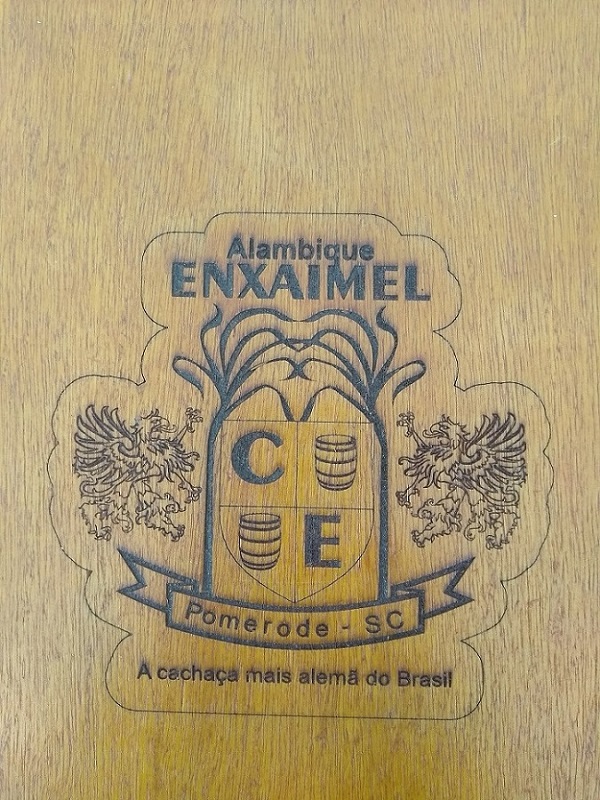 Alambique
ENXAIMEL
C
E
Pomerode - SC
A cachaça mais alemã do Brasil